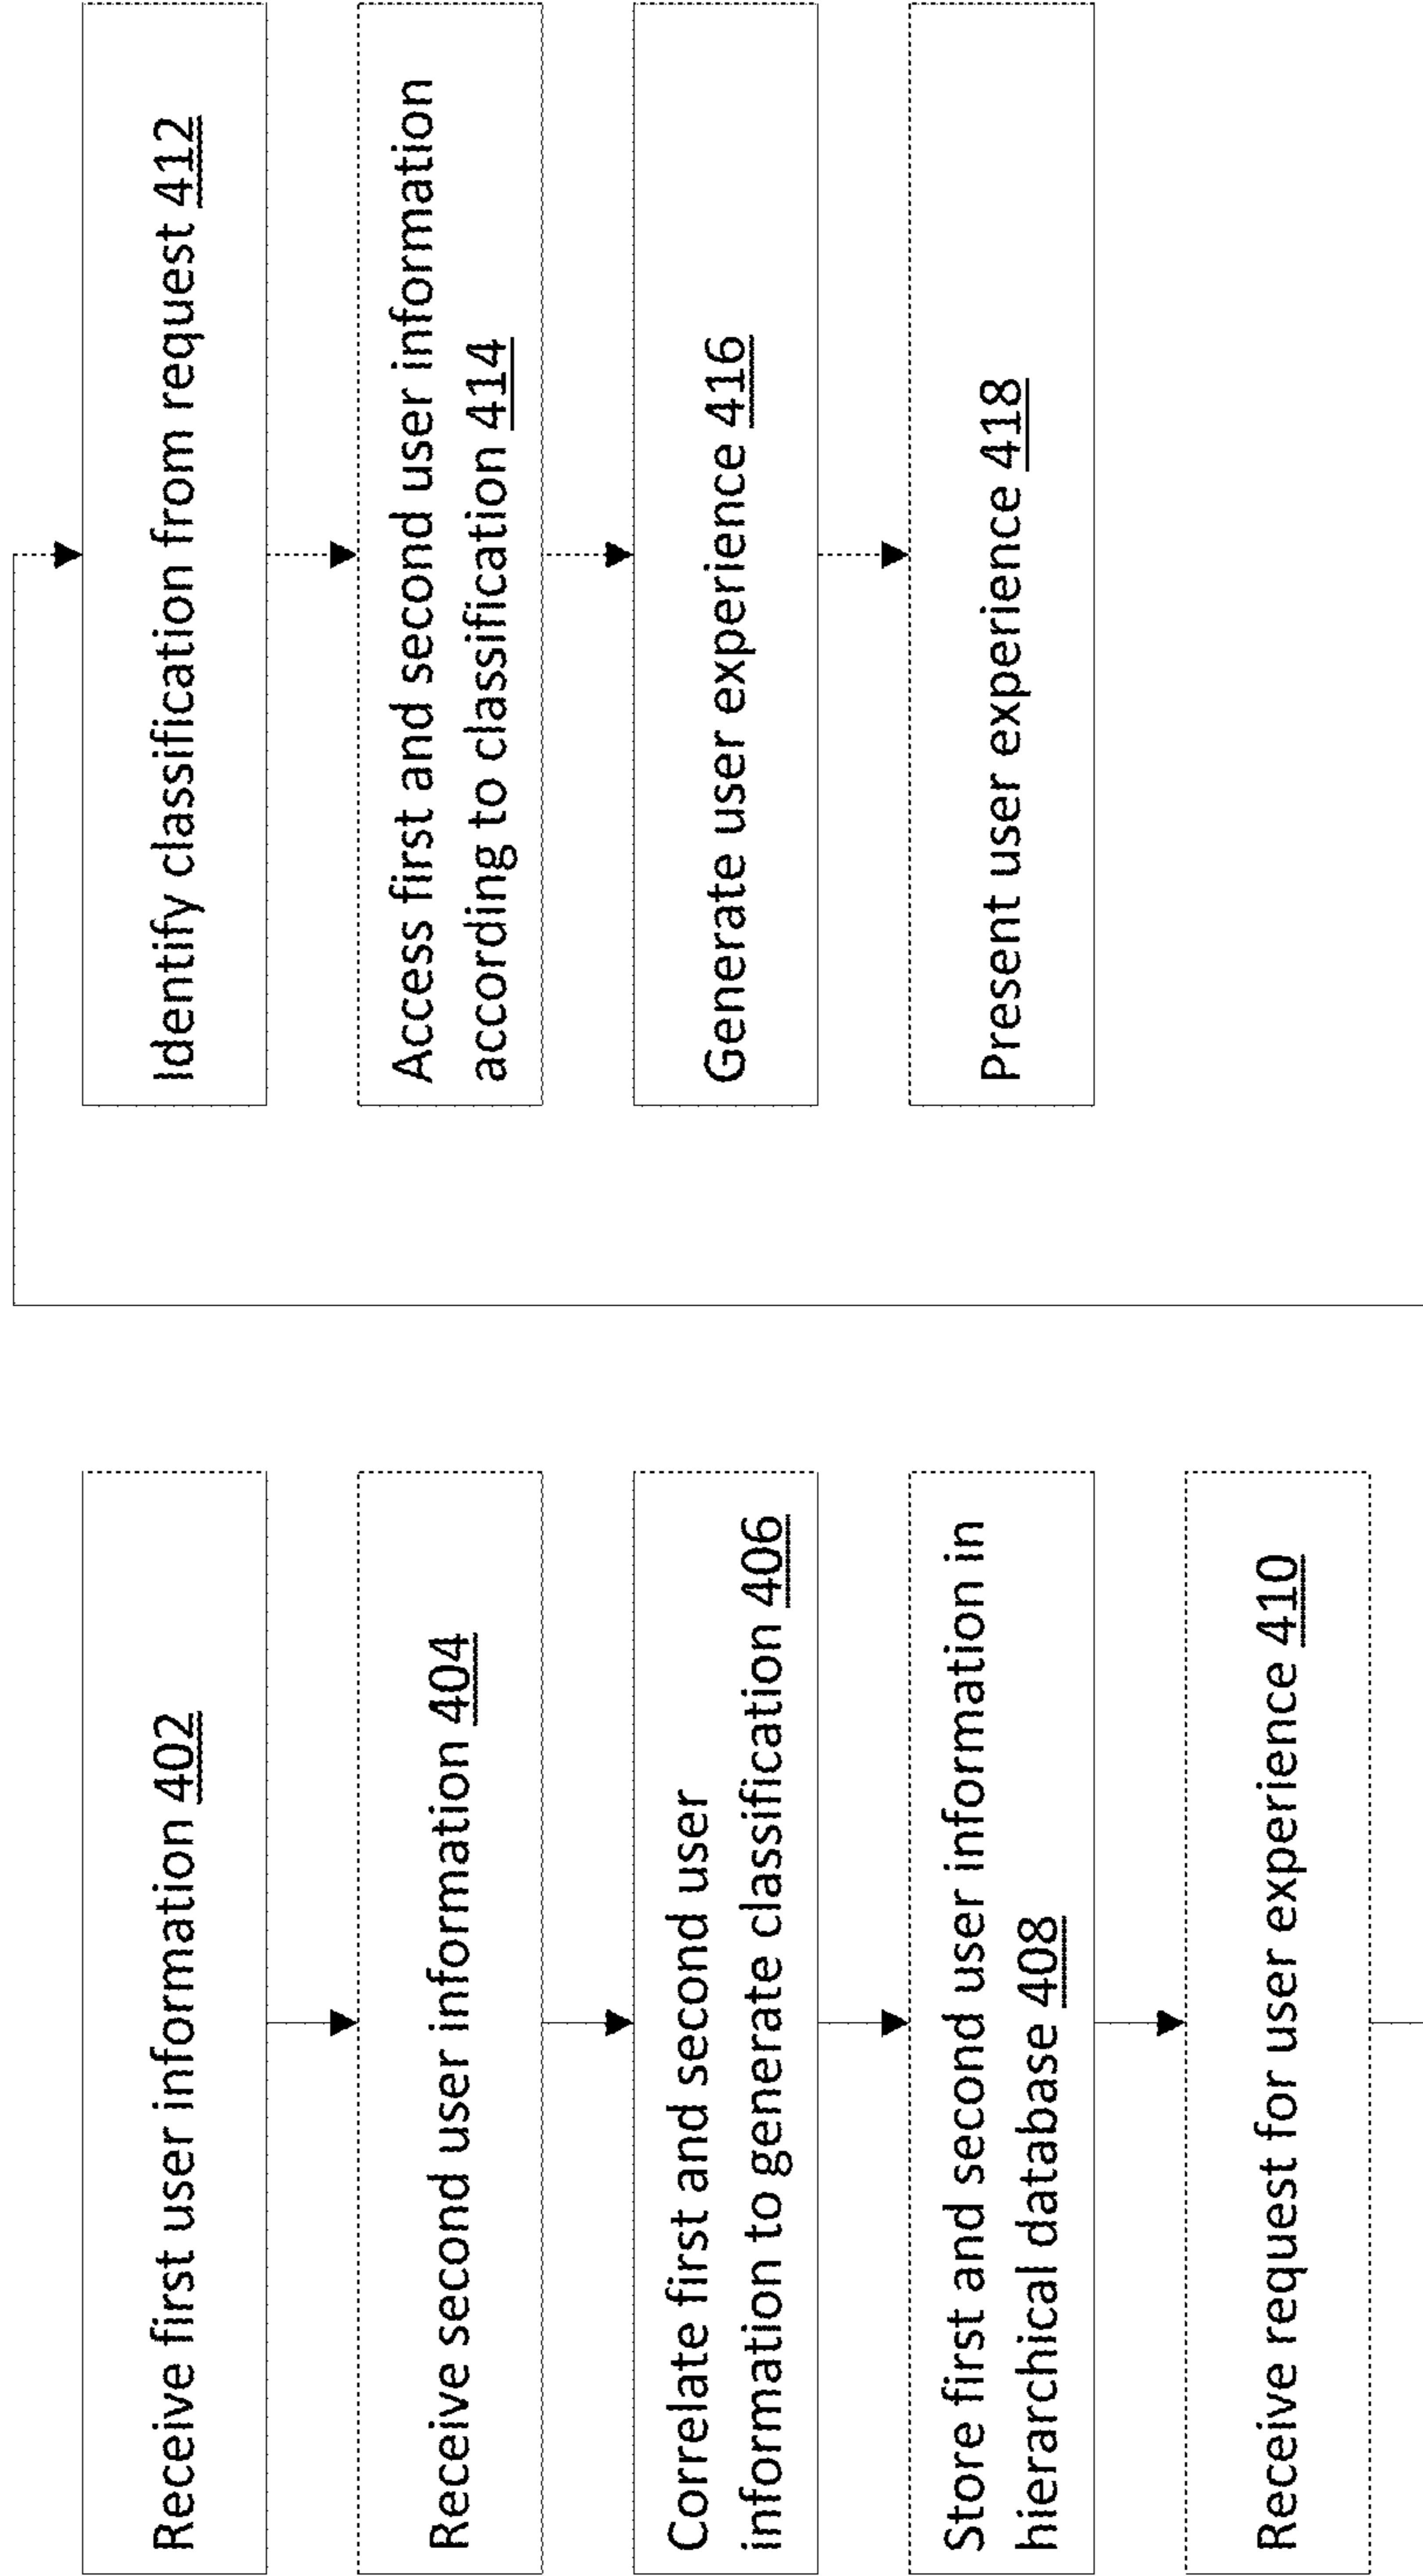 Receive first user information 402
Receive second user information 404
Correlate first and second user
information to generate classification 406
Store first and second user information in
hierarchical database 408
Receive request for user experience 410
Identify classification from request 412
Access first and second user information
according to classification 414
Generate user experience 416
Present user experience 418